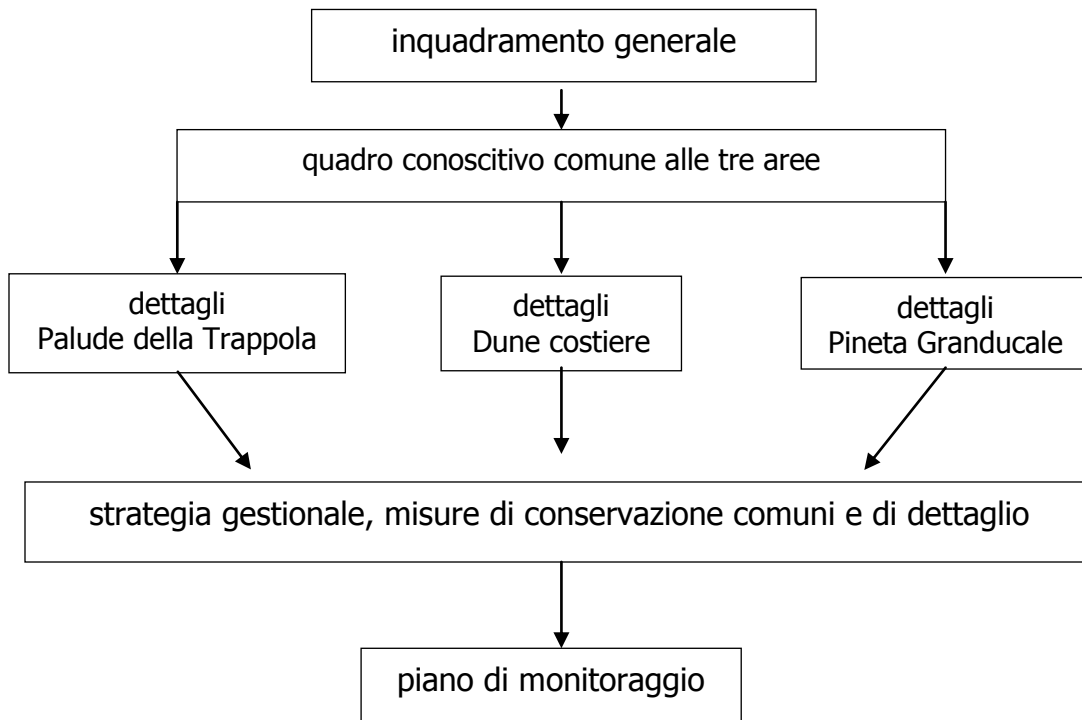 inquadramento generale
quadro conoscitivo comune alle tre aree
dettagli
Palude della Trappola
dettagli
Dune costiere
dettagli
Pineta Granducale
strategia gestionale, misure di conservazione comuni e di dettaglio
piano di monitoraggio